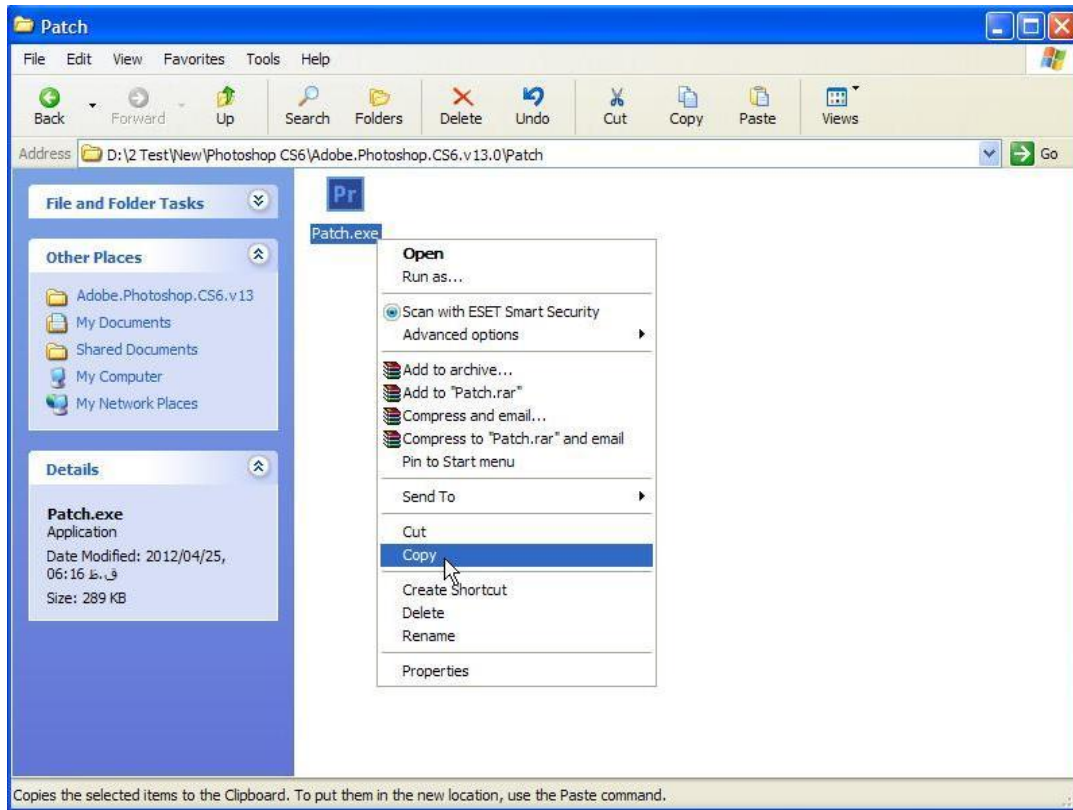 Patch
File Edit View Favorites Tools Help
Back Forward Up Search Folders Delete Undo Cut Copy Paste Views
Address D:\2 Test\New\Photoshop CS6\Adobe.Photoshop.CS6.v13.0\Patch Go
File and Folder Tasks
Other Places
Adobe.Photoshop.CS6.v13
My Documents
Shared Documents
My Computer
My Network Places
Details
Patch.exe
Application
Date Modified: 2012/04/25,
06:16 ق.ظ
Size: 289 KB
Pr
Patch.exe
Open
Run as...
Scan with ESET Smart Security
Advanced options
Add to archive...
Add to "Patch.rar"
Compress and email...
Compress to "Patch.rar" and email
Pin to Start menu
Send To
Cut
Copy
Create Shortcut
Delete
Rename
Properties
Copies the selected items to the Clipboard. To put them in the new location, use the Paste command.